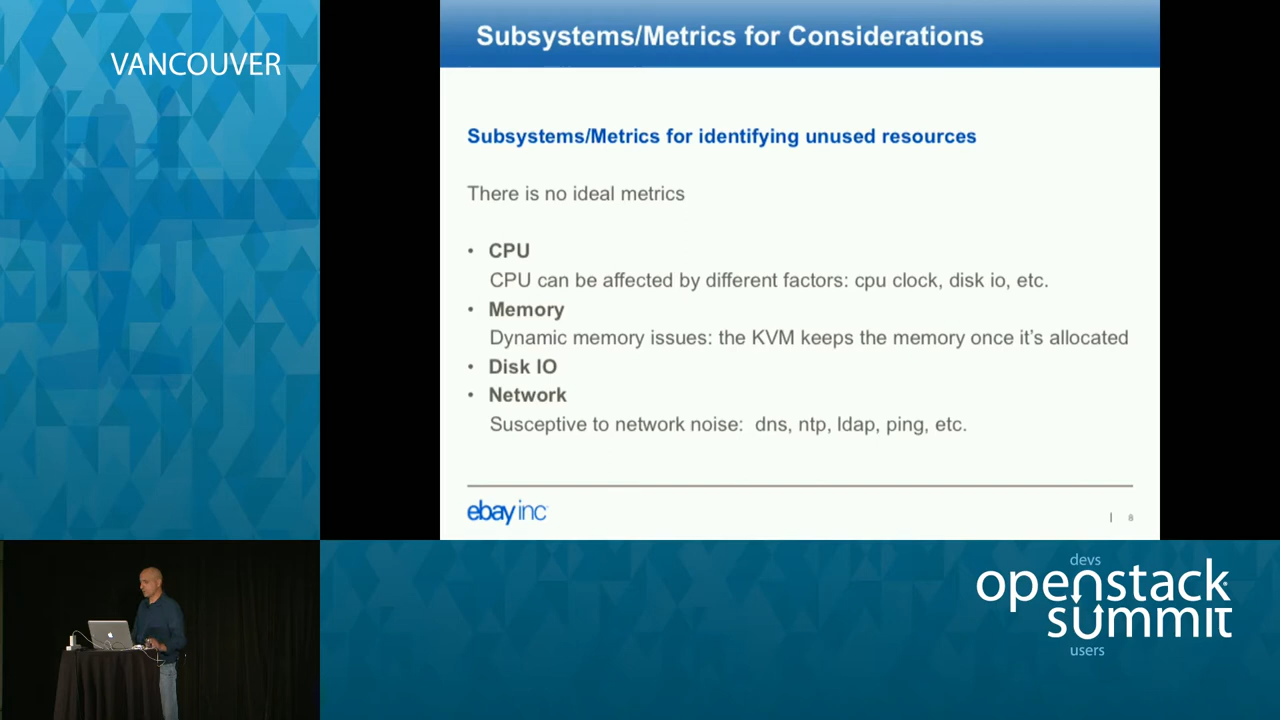 VANCOUVER
Subsystems/Metrics for Considerations
Subsystems/Metrics for identifying unused resources
There is no ideal metrics
• CPU
CPU can be affected by different factors: cpu clock, disk io, etc.
• Memory
Dynamic memory issues: the KVM keeps the memory once it's allocated
• Disk IO
• Network
Susceptive to network noise:  dns, ntp, ldap, ping, etc.
ebay inc
| 8
devs
openstack
summit
users